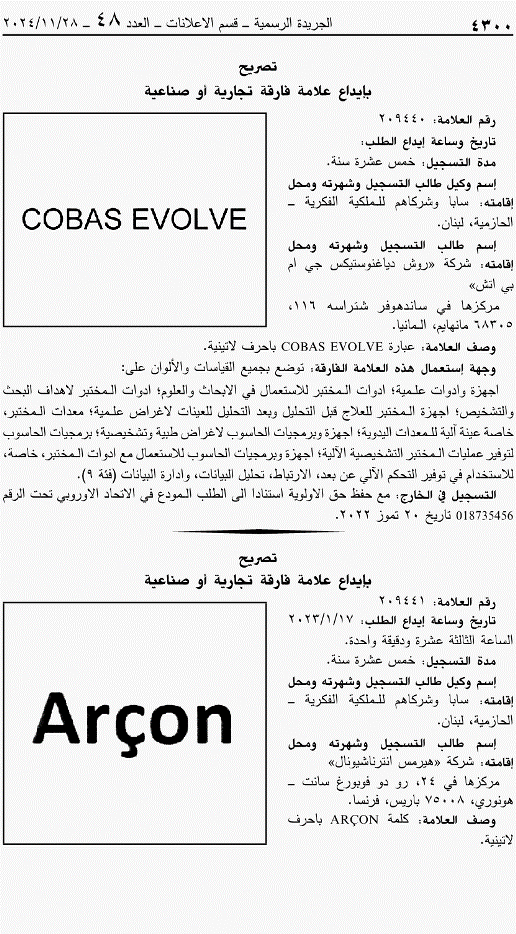 ٤٣٠٠ الجريدة الرسمية ــ قسم الاعلانات ــ العدد ٤٨ ــ ٢٠٢٤/١١/٢٨
تصريح
بإيداع علامة فارقة تجارية أو صناعية
رقم العلامة: ٢٠٩٤٤٠
تاريخ وساعة إيداع الطلب:
مدة التسجيل: خمس عشرة سنة.
إسم وكيل طالب التسجيل وشهرته ومحل
إقامته: سابا وشركاهم للملكية الفكرية ــ
الحازمية، لبنان.
إسم طالب التسجيل وشهرته ومحل
إقامته: شركة «روش دياغنوستيكس جي ام
بي اتش»
مركزها في ساندهوفر شتراسه ١١٦،
٦٨٣٠٥ مانهايم، المانيا.
COBAS EVOLVE
وصف العلامة: عبارة COBAS EVOLVE باحرف لاتينية.
وجهة إستعمال هذه العلامة الفارقة: توضع بجميع القياسات والألوان على:
اجهزة وادوات علمية؛ ادوات المختبر للاستعمال في الابحاث والعلوم؛ ادوات المختبر لاهداف البحث
والتشخيص؛ اجهزة المختبر للعلاج قبل التحليل وبعد التحليل للعينات لاغراض علمية؛ معدات المختبر،
خاصة عينة آلية للمعدات اليدوية؛ اجهزة وبرمجيات الحاسوب لاغراض طبية وتشخيصية؛ برمجيات الحاسوب
لتوفير عمليات المختبر التشخيصية الآلية؛ اجهزة وبرمجيات الحاسوب للاستعمال مع ادوات المختبر، خاصة،
للاستخدام في توفير التحكم الآلي عن بعد، الارتباط، تحليل البيانات، وادارة البيانات (فئة ٩).
التسجيل في الخارج: مع حفظ حق الاولوية استنادا الى الطلب المودع في الاتحاد الاوروبي تحت الرقم
018735456 تاريخ ٢٠ تموز ٢٠٢٢.
تصريح
بإيداع علامة فارقة تجارية أو صناعية
رقم العلامة: ٢٠٩٤٤١
تاريخ وساعة إيداع الطلب: ٢٠٢٣/١/١٧
الساعة الثالثة عشرة ودقيقة واحدة.
مدة التسجيل: خمس عشرة سنة.
إسم وكيل طالب التسجيل وشهرته ومحل
إقامته: سابا وشركاهم للملكية الفكرية ــ
الحازمية، لبنان.
إسم طالب التسجيل وشهرته ومحل
إقامته: شركة «هيرمس انترناشيونال»
مركزها في ٢٤، رو دو فوبورغ سانت ــ
هونوري، ٧٥٠٠٨ باريس، فرنسا.
وصف العلامة: كلمة ARÇON باحرف
لاتينية.
Arçon